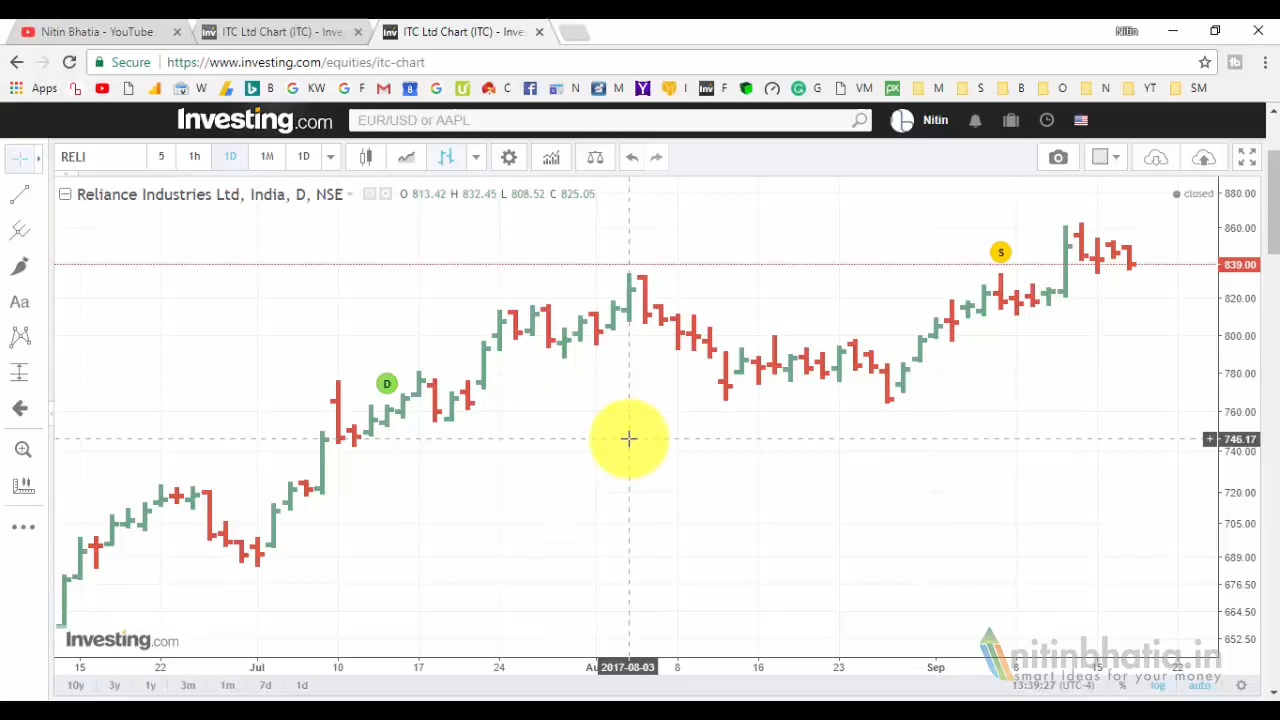 Nitin Bhatia - YouTube
ITC Ltd Chart (ITC) - Inve
ITC Ltd Chart (ITC) - Inve
Nitin
Secure
https://www.investing.com/equities/itc-chart
Apps W B KW F 8 U C N M Y I Inv F G VM px M S B O N YT SM
Investing.com EUR/USD or AAPL Nitin
RELI 5 1h 1D 1M 1D
Reliance Industries Ltd, India, D, NSE O 813.42 H 832.45 L 808.52 C 825.05
closed
880.00
860.00
S
839.00
820.00
800.00
780.00
D
760.00
+ 746.17
740.00
720.00
705.00
689.00
676.50
664.50
652.50
Aa
Investing.com
nitinbhatia.in
smart ideas for your money
15 22 Jul 10 17 24 Au 2017-08-03 8 16 23 Sep 8 15 22
10y 3y 1y 3m 1m 7d 1d 13:39:27 (UTC-4) % log auto